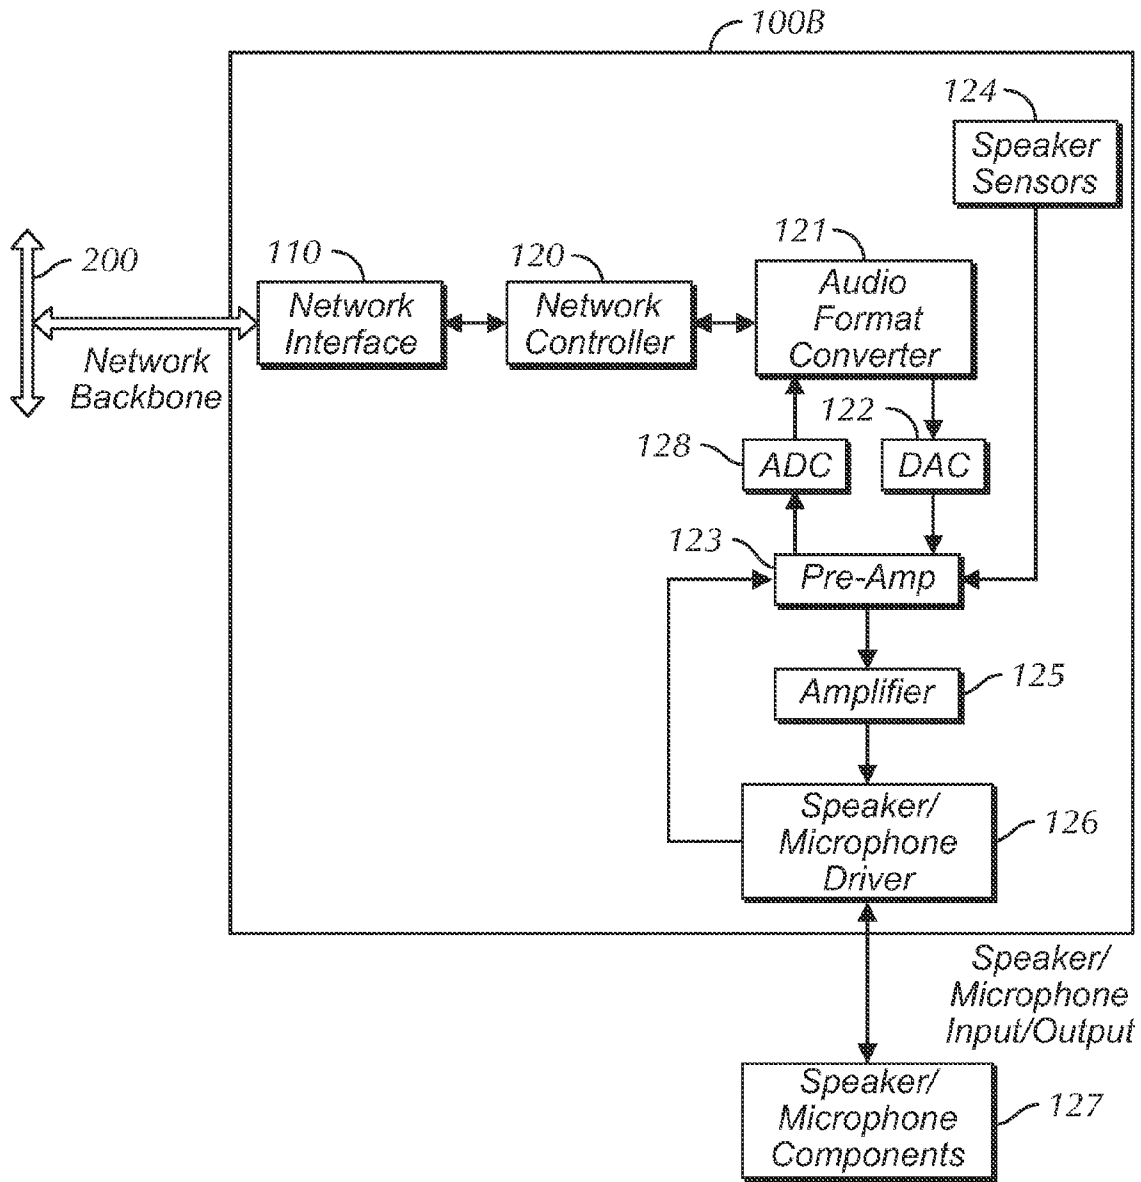 100B
124
Speaker
Sensors
200
110
120
121
Network
Interface
Network
Controller
Audio
Format
Converter
Network
Backbone
128
122
ADC
DAC
123
Pre-Amp
Amplifier
125
Speaker/
Microphone
Driver
126
Speaker/
Microphone
Input/Output
Speaker/
Microphone
Components
127